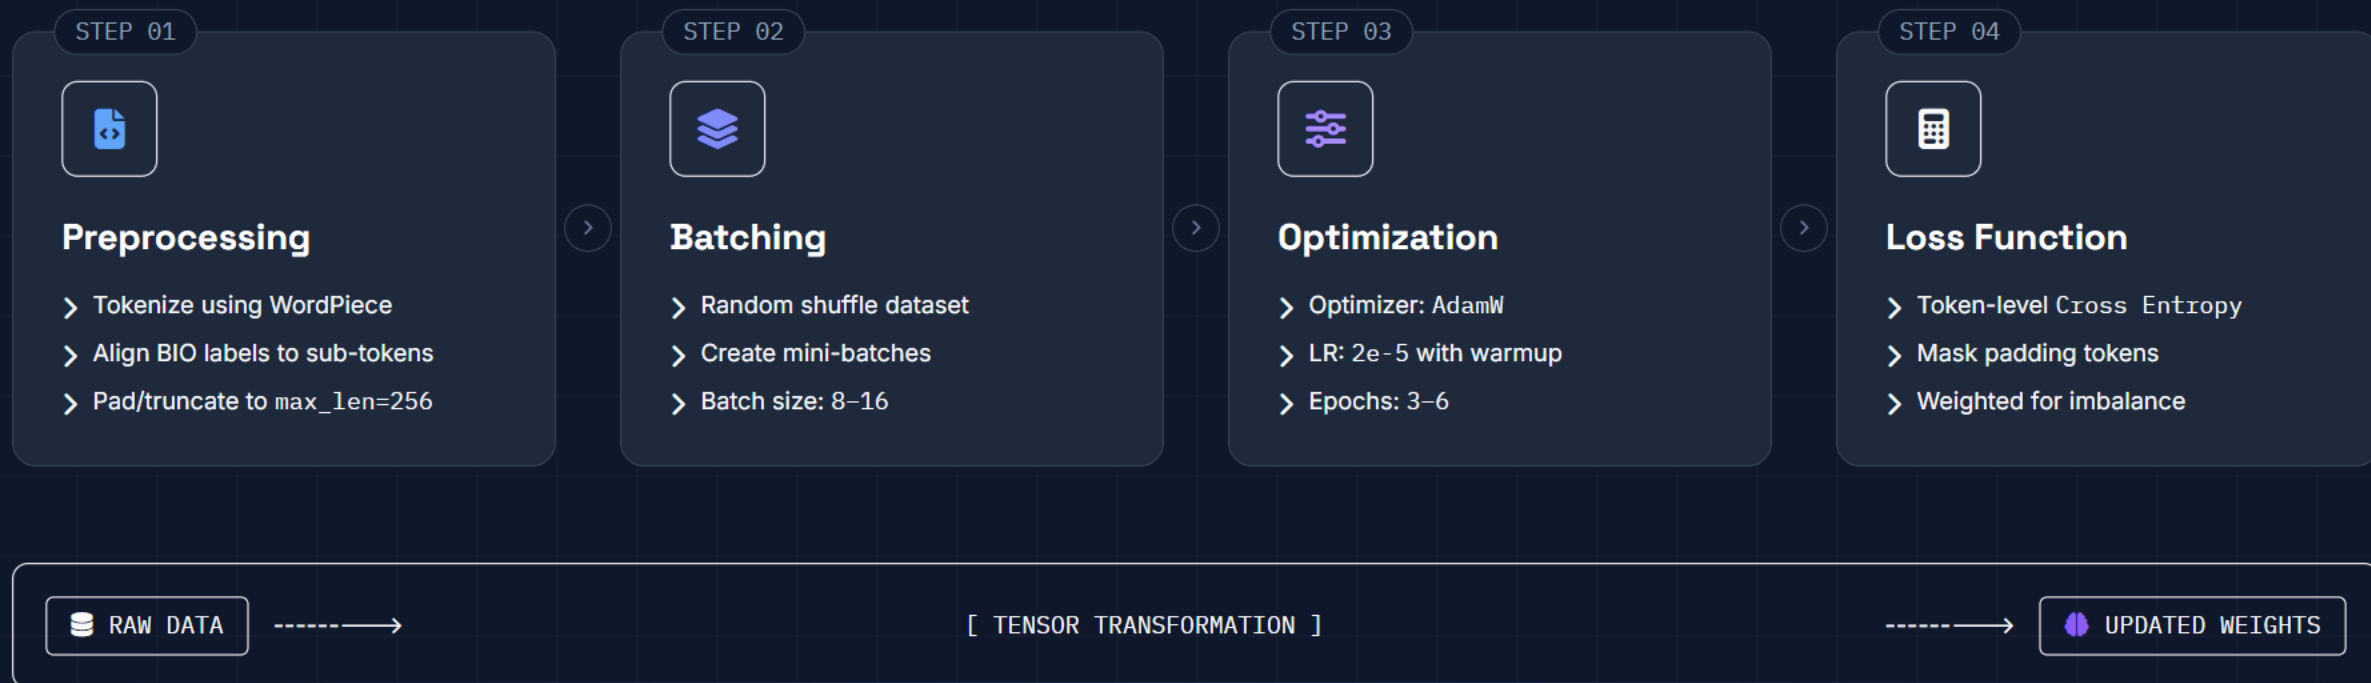 STEP 01
Preprocessing
Tokenize using WordPiece
Align BIO labels to sub-tokens
Pad/truncate to max_len=256
STEP 02
Batching
Random shuffle dataset
Create mini-batches
Batch size: 8–16
STEP 03
Optimization
Optimizer: AdamW
LR: 2e-5 with warmup
Epochs: 3–6
STEP 04
Loss Function
Token-level Cross Entropy
Mask padding tokens
Weighted for imbalance
RAW DATA
[ TENSOR TRANSFORMATION ]
UPDATED WEIGHTS